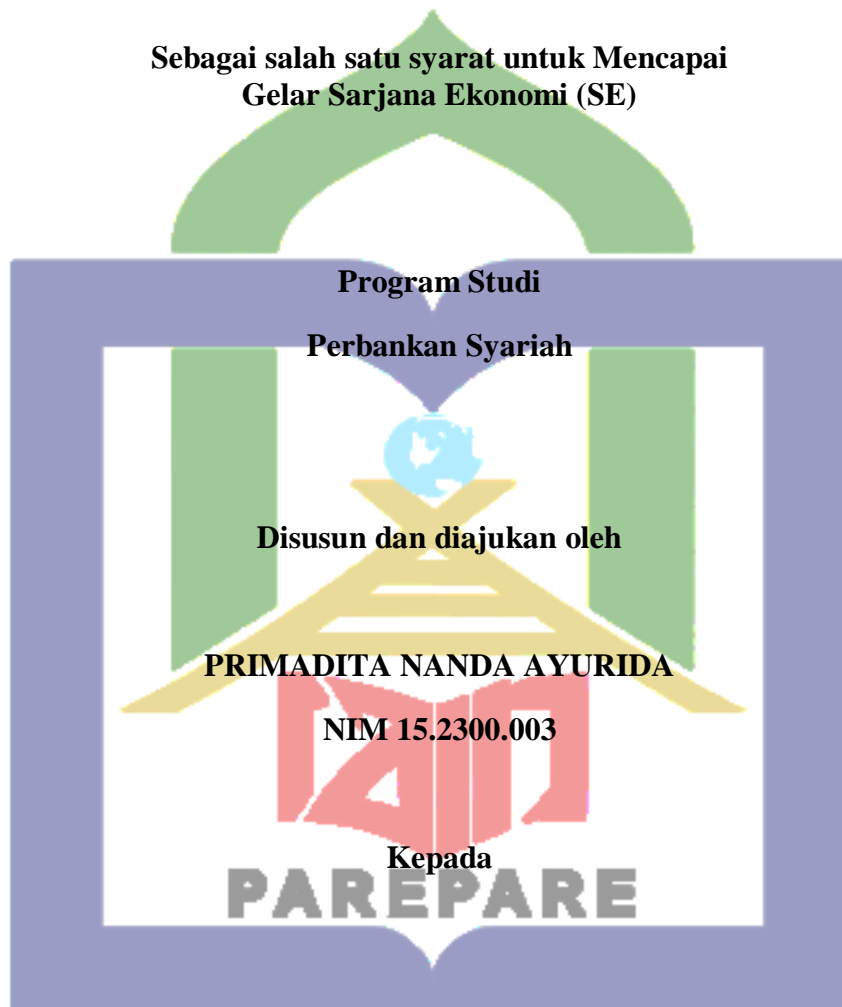 Sebagai salah satu syarat untuk Mencapai
Gelar Sarjana Ekonomi (SE)
Program Studi
Perbankan Syariah
Disusun dan diajukan oleh
PRIMADITA NANDA AYURIDA
NIM 15.2300.003
iain
Kepada
PAREPARE